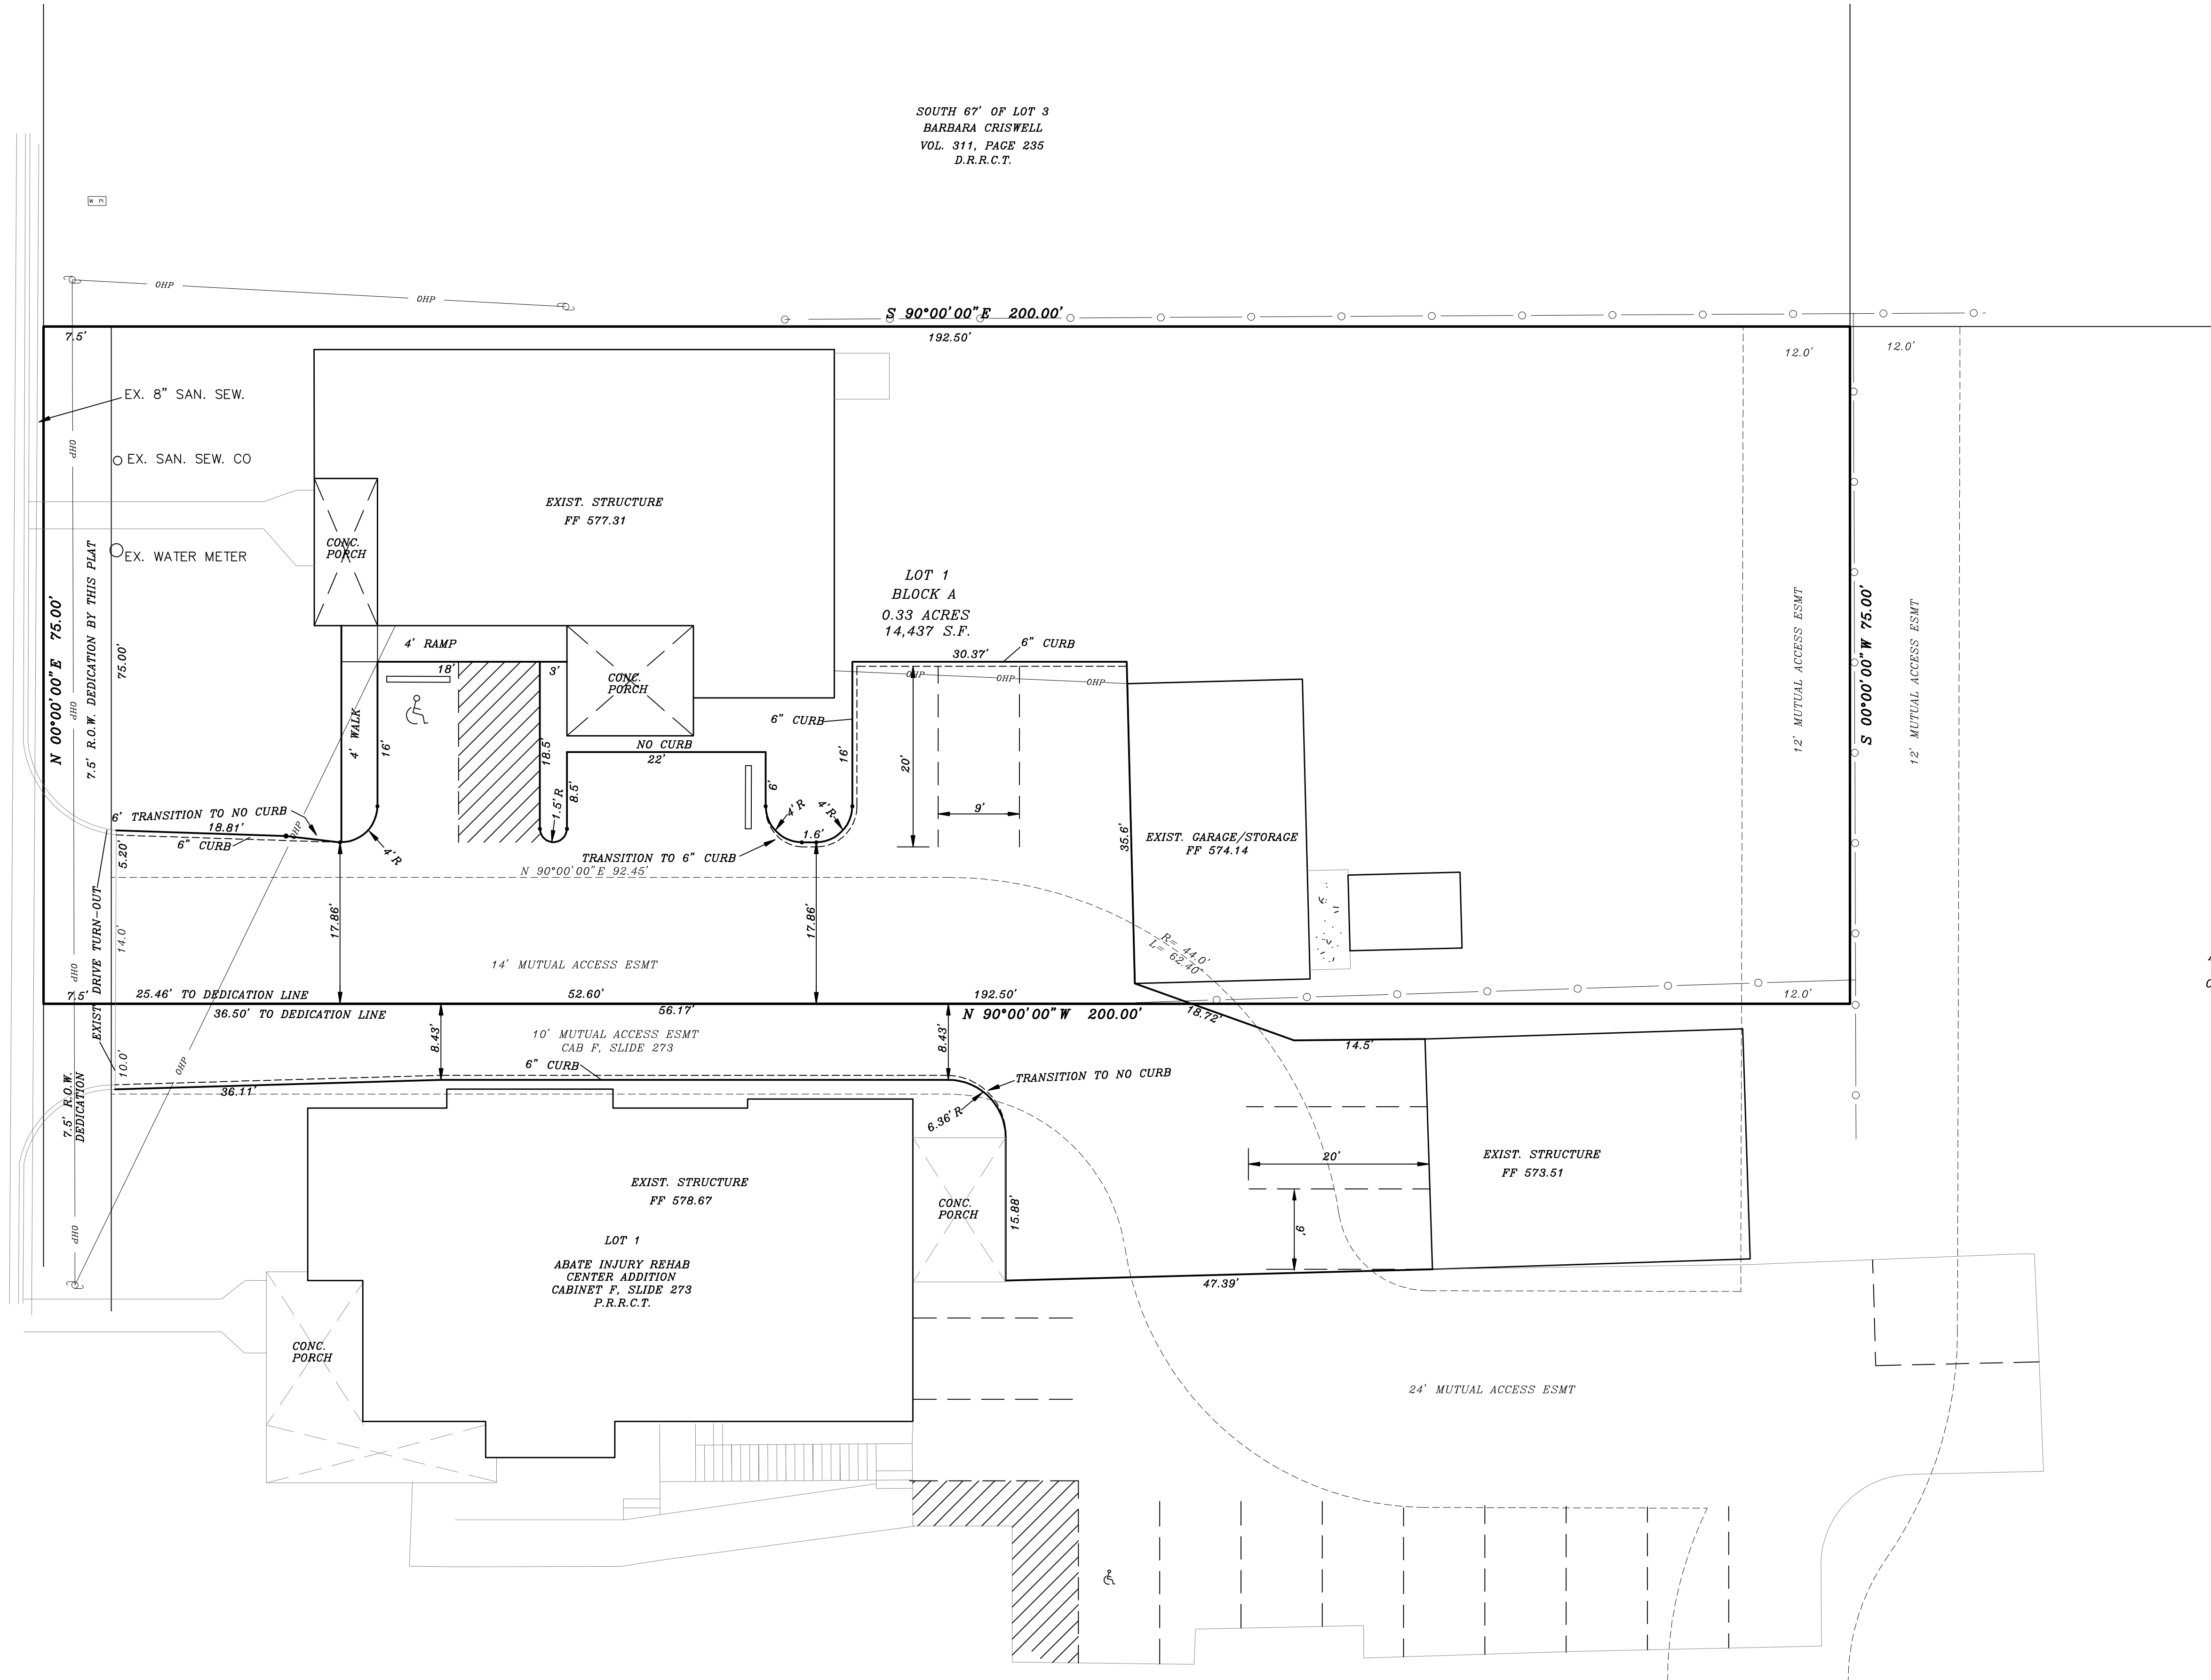 SOUTH 67' OF LOT 3
BARBARA CRISWELL
VOL. 311, PAGE 235
D.R.R.C.T.
W M
OHP
OHP
S 90°00'00"E 200.00'
7.5'
192.50'
12.0'
12.0'
EX. 8" SAN. SEW.
OHP
EX. SAN. SEW. CO
EXIST. STRUCTURE
FF 577.31
CONC.
PORCH
EX. WATER METER
LOT 1
BLOCK A
0.33 ACRES
14,437 S.F.
N 00°00'00"E 75.00'
7.5' R.O.W. DEDICATION BY THIS PLAT
75.00'
12' MUTUAL ACCESS ESMT
S 00°00'00"W 75.00'
12' MUTUAL ACCESS ESMT
4' RAMP
6" CURB
30.37'
18'
3'
CONC.
PORCH
OHP
OHP
OHP
OHP
4' WALK
16'
18.5'
6" CURB
NO CURB
22'
16'
20'
6'
8.5'
1.5'R
4'R
4'R
9'
6' TRANSITION TO NO CURB
18.81'
6" CURB
OHP
4'R
1.6'
35.6'
EXIST. GARAGE/STORAGE
FF 574.14
5.20'
TRANSITION TO 6" CURB
N 90°00'00"E 92.45'
EXIST. DRIVE TURN-OUT
14.0'
17.86'
17.86'
R= 44.0'
L= 62.40'
OHP
14' MUTUAL ACCESS ESMT
7.5'
25.46' TO DEDICATION LINE
52.60'
192.50'
12.0'
36.50' TO DEDICATION LINE
56.17'
N 90°00'00"W 200.00'
18.72'
8.43'
10' MUTUAL ACCESS ESMT
CAB F, SLIDE 273
8.43'
14.5'
10.0'
OHP
6" CURB
TRANSITION TO NO CURB
36.11'
7.5' R.O.W.
DEDICATION
6.36'R
EXIST. STRUCTURE
FF 578.67
20'
EXIST. STRUCTURE
FF 573.51
CONC.
PORCH
15.88'
9'
OHP
LOT 1
ABATE INJURY REHAB
CENTER ADDITION
CABINET F, SLIDE 273
P.R.R.C.T.
47.39'
CONC.
PORCH
24' MUTUAL ACCESS ESMT